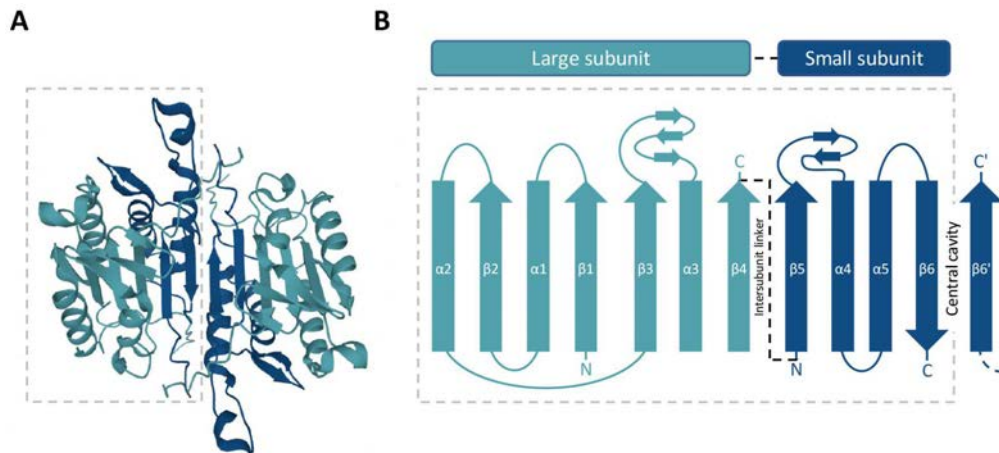 A
B
Large subunit
Small subunit
C
C'
α2
β2
α1
β1
β3
α3
β4
Intersubunit linker
β5
α4
α5
β6
Central cavity
β6'
N
N
C